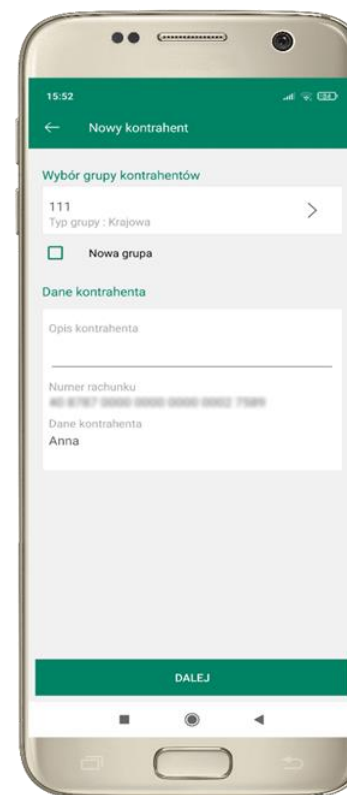 15:52
Nowy kontrahent
Wybór grupy kontrahentów
111
Typ grupy : Krajowa
Nowa grupa
Dane kontrahenta
Opis kontrahenta
Numer rachunku
Dane kontrahenta
Anna
DALEJ